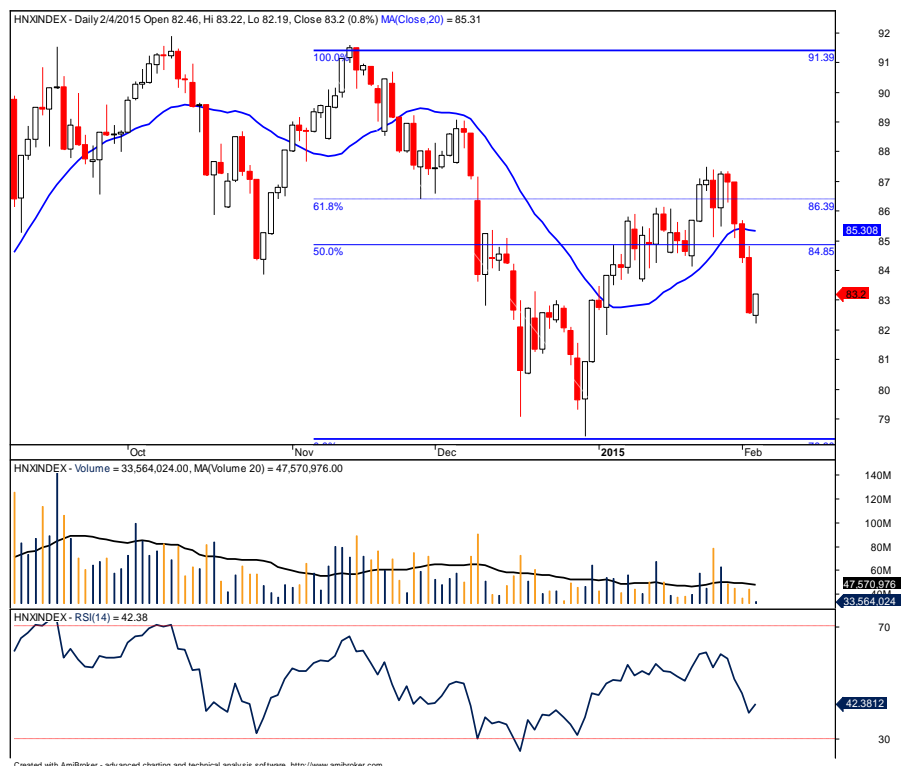 HNXINDEX - Daily 2/4/2015 Open 82.46, Hi 83.22, Lo 82.19, Close 83.2 (0.8%) MA(Close,20) = 85.31
92
100.0% 91.39
91
90
89
88
87
61.8% 86.39
86
85.308
85
50.0% 84.85
84
83.2
83
82
81
80
79
Oct Nov Dec 2015 Feb
HNXINDEX - Volume = 33,564,024.00, MA(Volume 20) = 47,570,976.00
140M
120M
100M
80M
60M
47,570,976
40M
33,564,024
HNXINDEX - RSI(14) = 42.38
70
42.3812
30
Created with AmiBroker - advanced charting and technical analysis software. http://www.amibroker.com